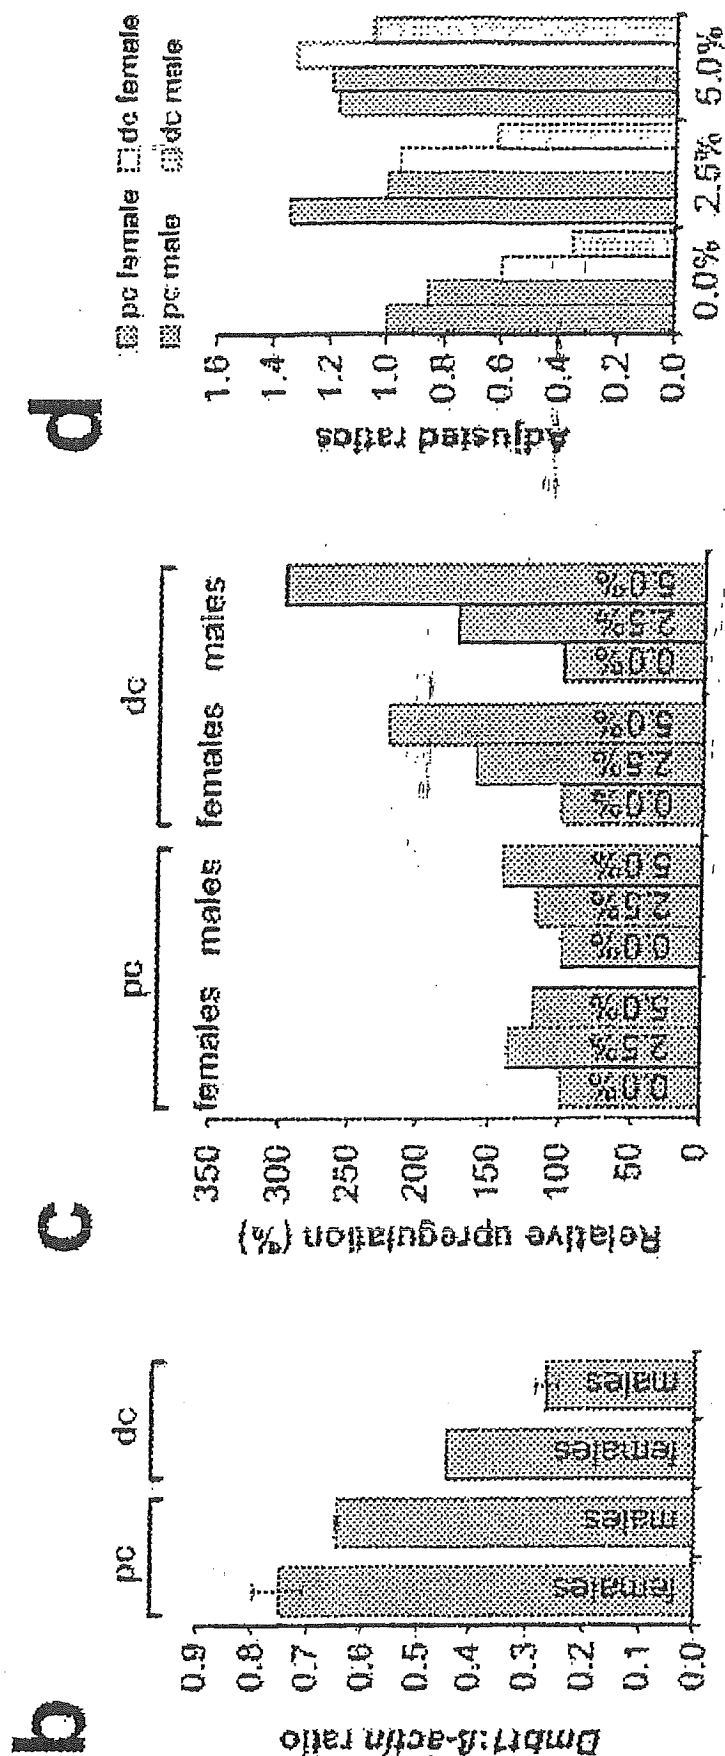 b
Dmbt1:ß-actin ratio
0.9
0.8
0.7
0.6
0.5
0.4
0.3
0.2
0.1
0.0
pc
dc
females
males
females
males
c
Relative upregulation (%)
350
300
250
200
150
100
50
0
pc
dc
females males females males
0.0%
2.5%
5.0%
0.0%
2.5%
5.0%
0.0%
2.5%
5.0%
0.0%
2.5%
5.0%
d
pc female dc female
pc male dc male
Adjusted ratios
1.6
1.4
1.2
1.0
0.8
0.6
0.4
0.2
0.0
0.0% 2.5% 5.0%